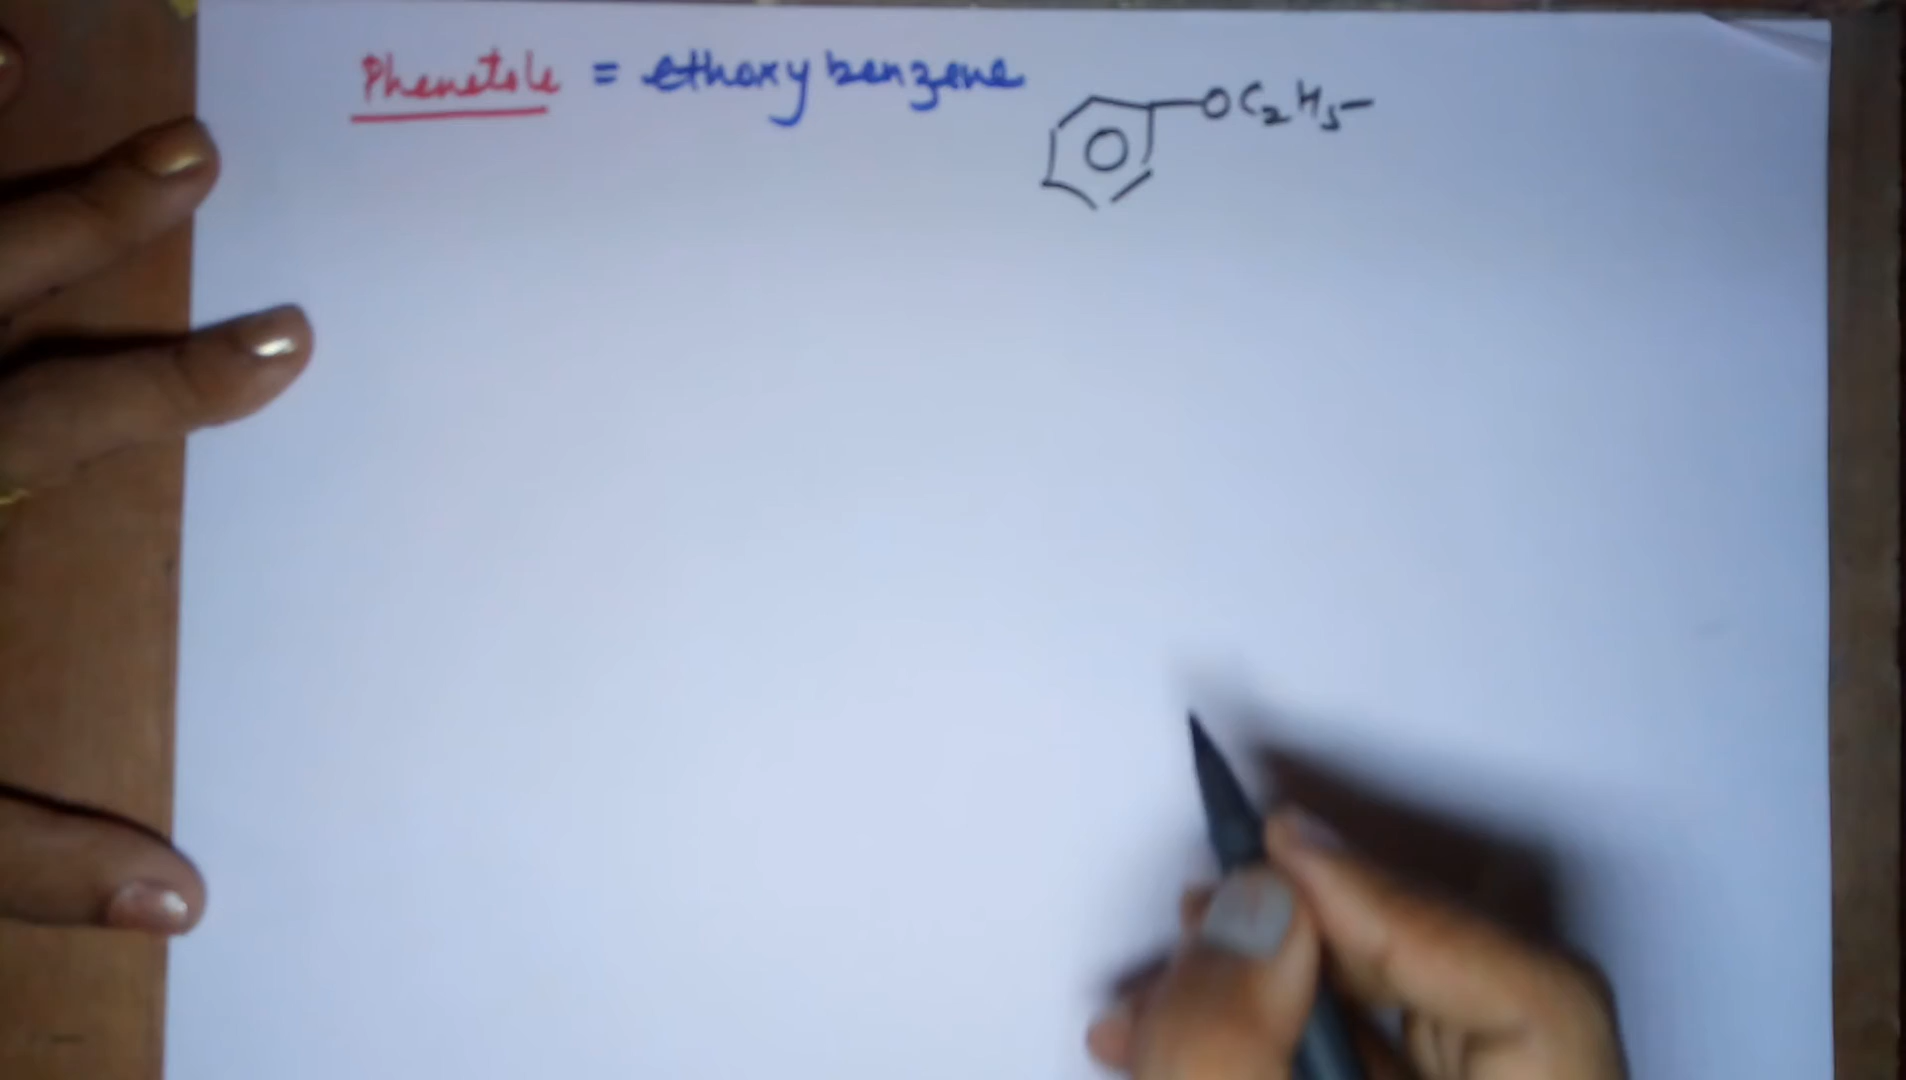 Phenetole = ethoxy benzene
OC₂H₅